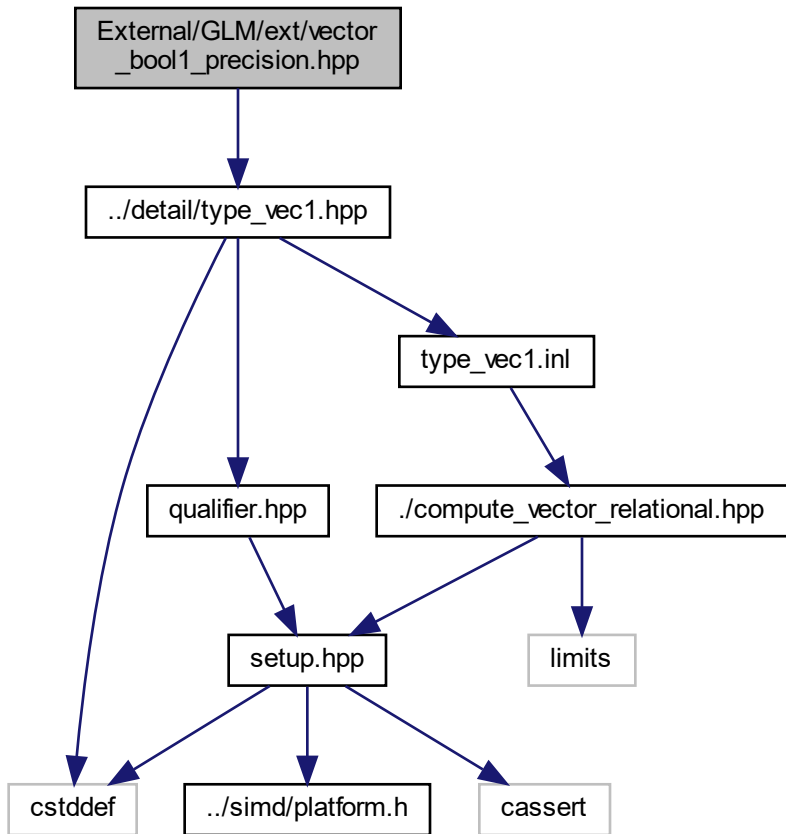 External/GLM/ext/vector
_bool1_precision.hpp
../detail/type_vec1.hpp
type_vec1.inl
qualifier.hpp
./compute_vector_relational.hpp
setup.hpp
limits
cstddef
../simd/platform.h
cassert